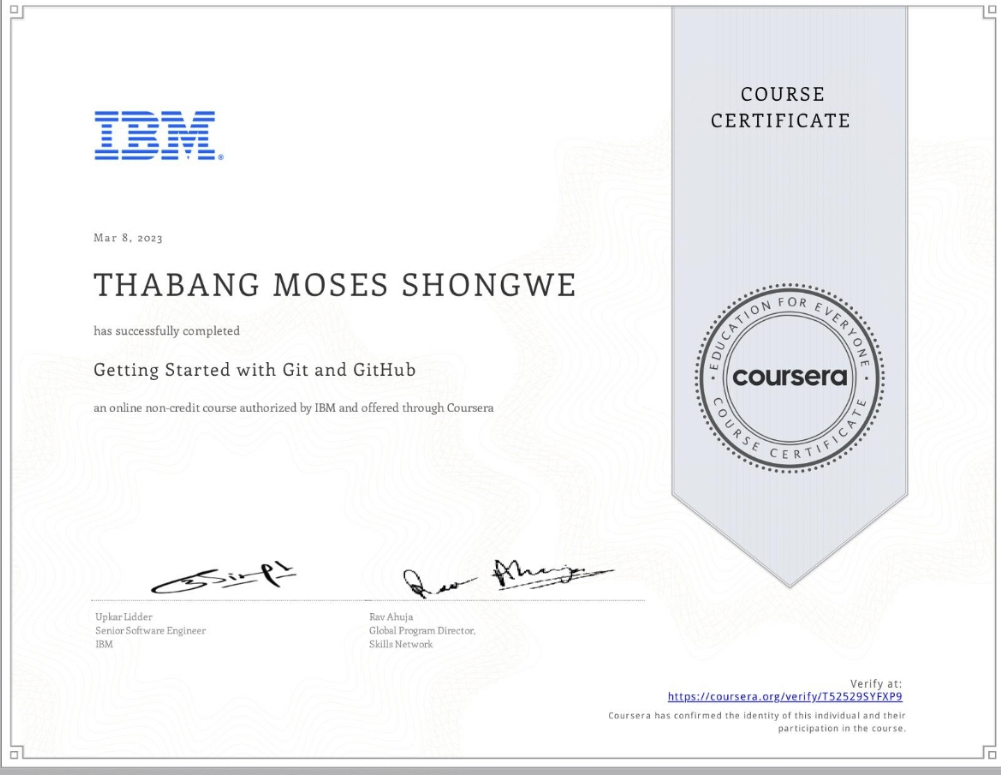 IBM®
Mar 8, 2023
THABANG MOSES SHONGWE
has successfully completed
Getting Started with Git and GitHub
an online non-credit course authorized by IBM and offered through Coursera
Upkar Lidder
Senior Software Engineer
IBM
Rav Ahuja
Global Program Director,
Skills Network
COURSE
CERTIFICATE
EDUCATION FOR EVERYONE
coursera
COURSE CERTIFICATE
Verify at:
https://coursera.org/verify/T52529SYFXP9
Coursera has confirmed the identity of this individual and their
participation in the course.